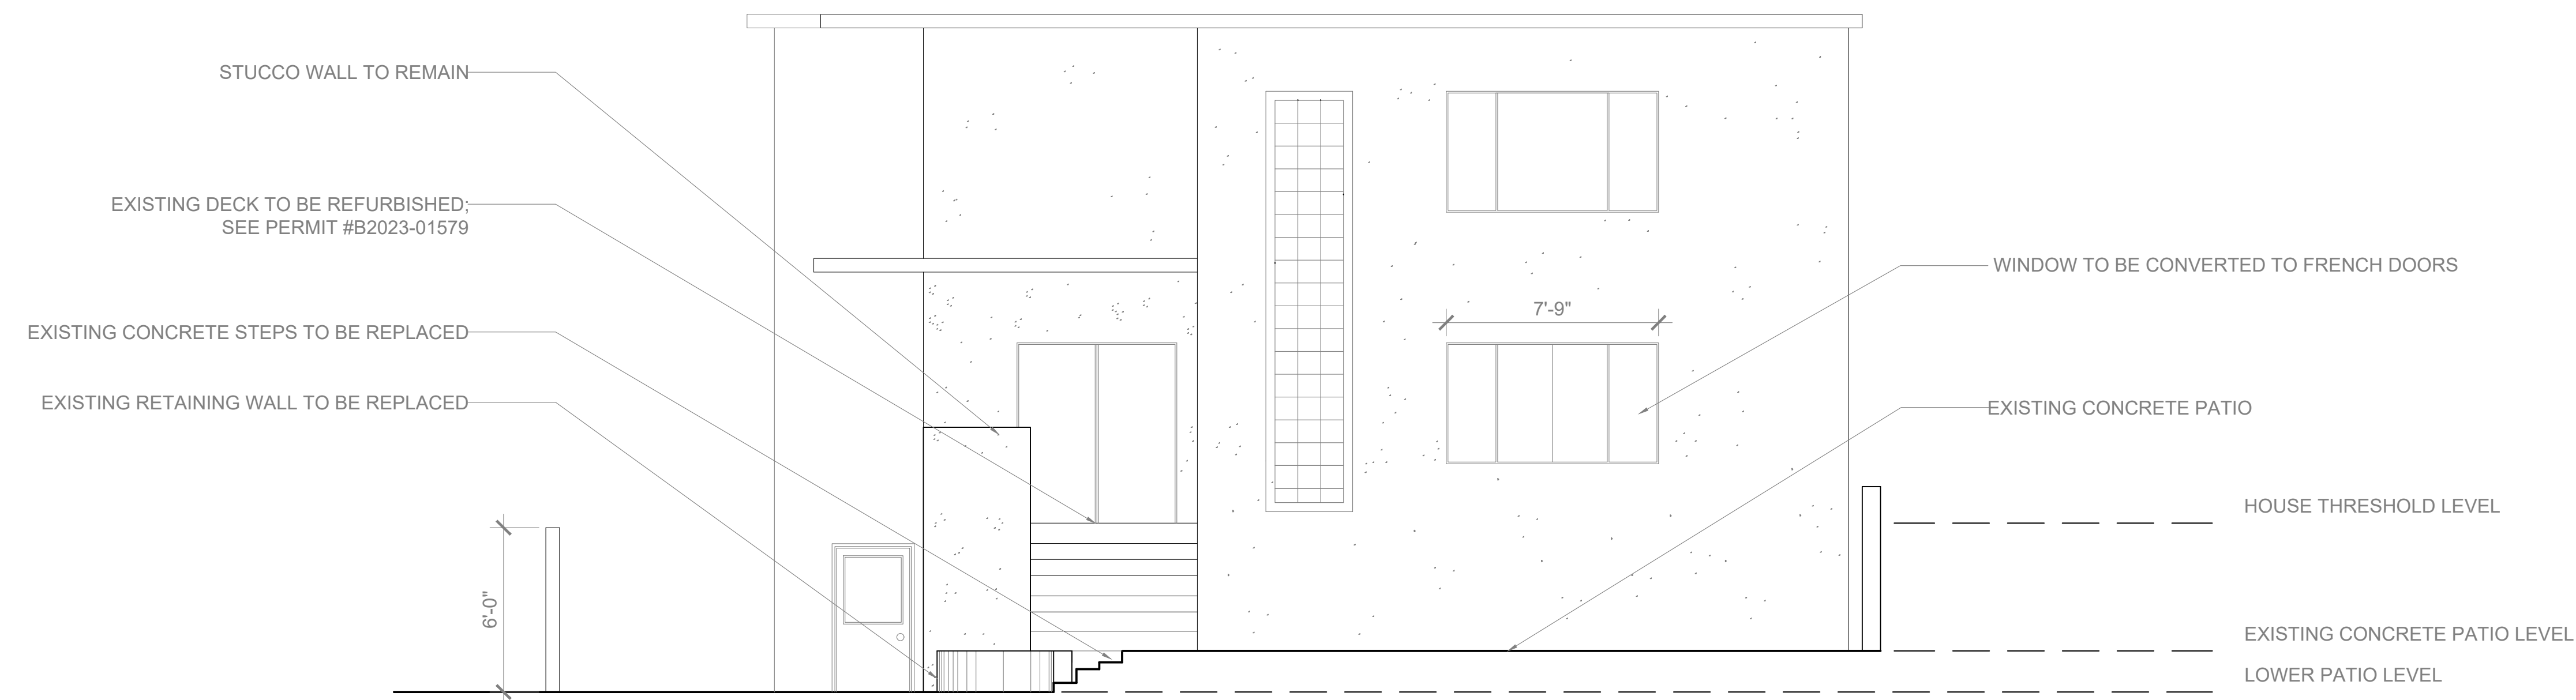 STUCCO WALL TO REMAIN
EXISTING DECK TO BE REFURBISHED;
SEE PERMIT #B2023-01579
EXISTING CONCRETE STEPS TO BE REPLACED
EXISTING RETAINING WALL TO BE REPLACED
6'-0"
7'-9"
WINDOW TO BE CONVERTED TO FRENCH DOORS
EXISTING CONCRETE PATIO
HOUSE THRESHOLD LEVEL
EXISTING CONCRETE PATIO LEVEL
LOWER PATIO LEVEL